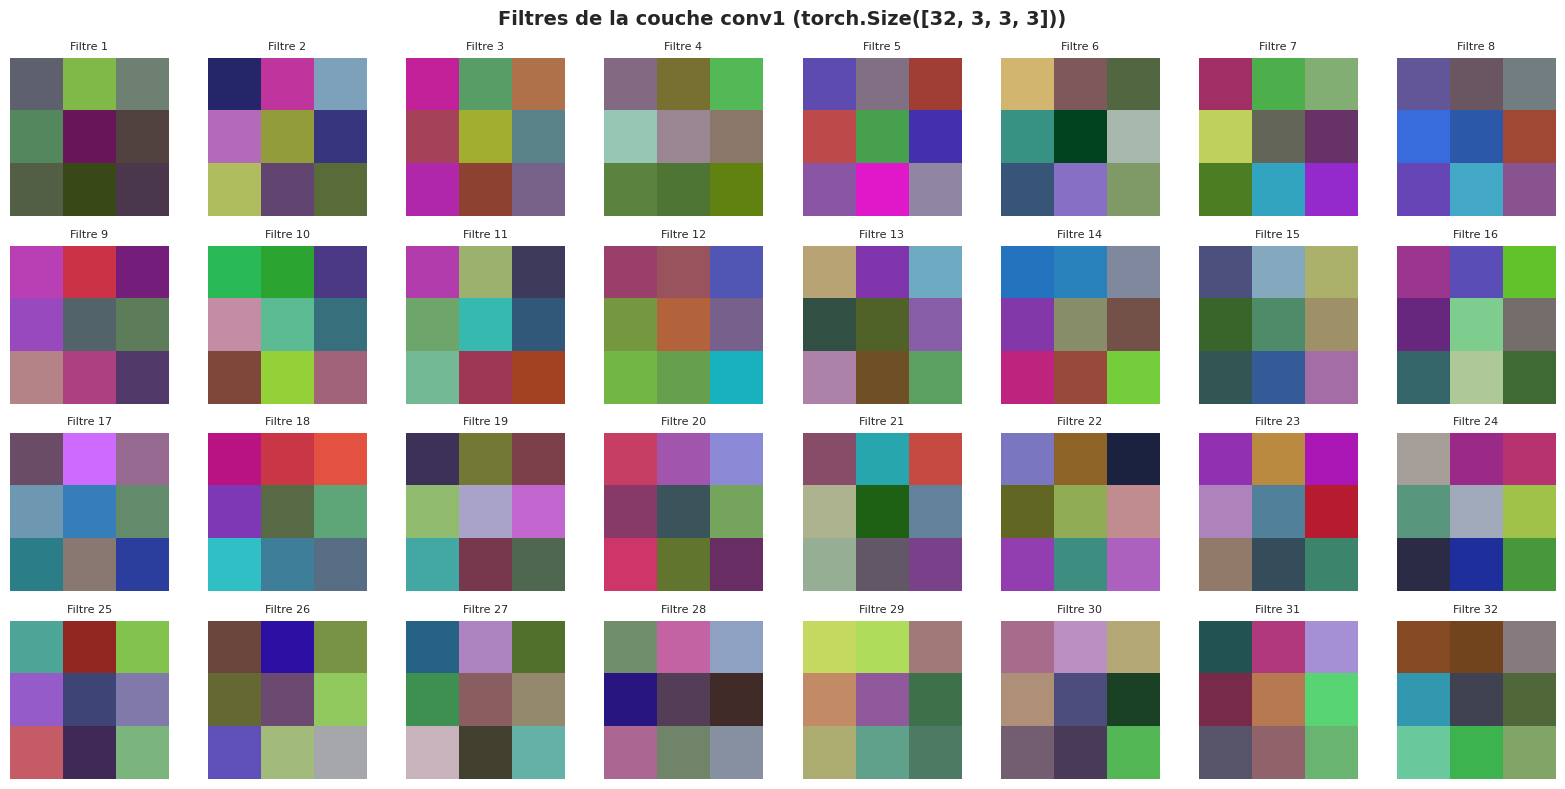 Filtres de la couche conv1 (torch.Size([32, 3, 3, 3]))
Filtre 1 Filtre 2 Filtre 3 Filtre 4 Filtre 5 Filtre 6 Filtre 7 Filtre 8
Filtre 9 Filtre 10 Filtre 11 Filtre 12 Filtre 13 Filtre 14 Filtre 15 Filtre 16
Filtre 17 Filtre 18 Filtre 19 Filtre 20 Filtre 21 Filtre 22 Filtre 23 Filtre 24
Filtre 25 Filtre 26 Filtre 27 Filtre 28 Filtre 29 Filtre 30 Filtre 31 Filtre 32